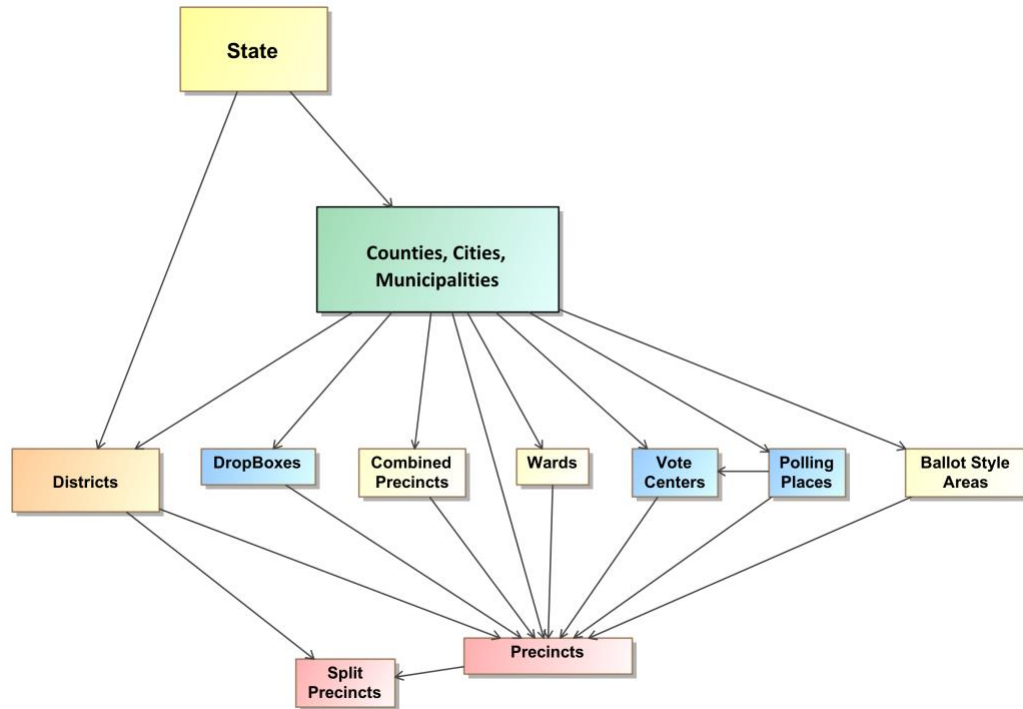 State
Counties, Cities,
Municipalities
Districts
DropBoxes
Combined
Precincts
Wards
Vote
Centers
Polling
Places
Ballot Style
Areas
Precincts
Split
Precincts